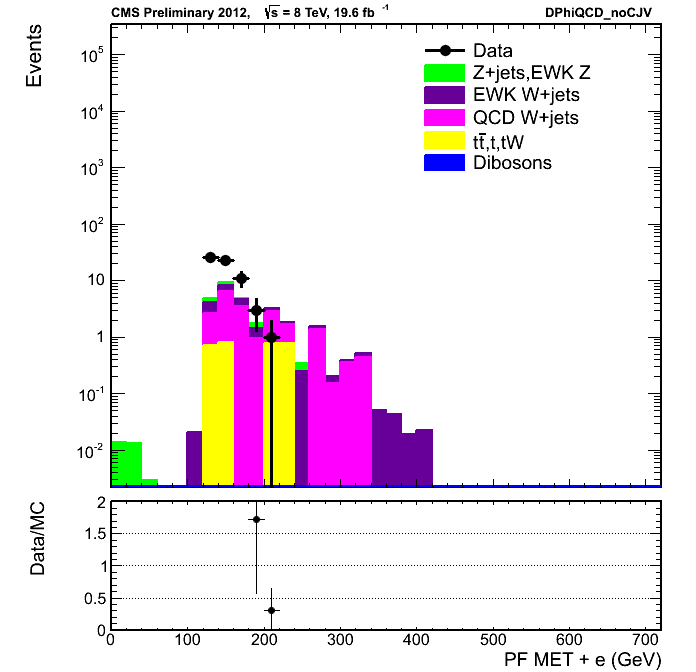 CMS Preliminary 2012, √s = 8 TeV, 19.6 fb⁻¹ DPhiQCD_noCJV
Events
10⁵
10⁴
10³
10²
10
1
10⁻¹
10⁻²
Data
Z+jets,EWK Z
EWK W+jets
QCD W+jets
tt̅,t,tW
Dibosons
Data/MC
2
1.5
1
0.5
0
0 100 200 300 400 500 600 700
PF MET + e (GeV)